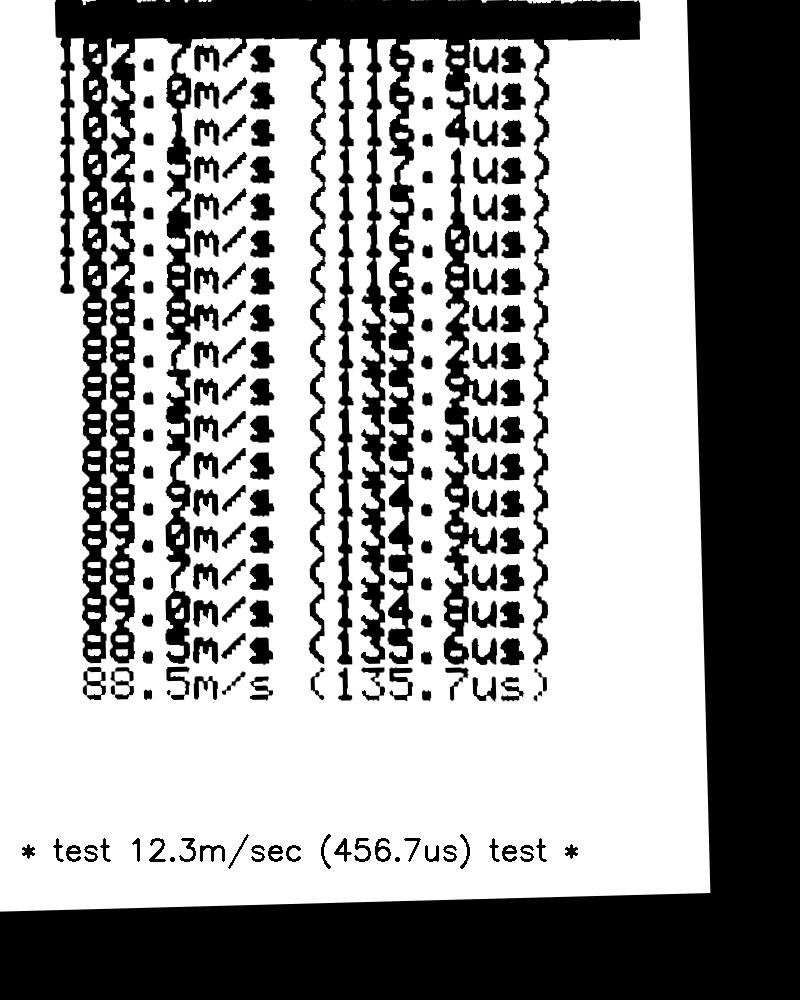 102.7m/s (116.8us)
103.0m/s (116.5us)
103.1m/s (116.4us)
102.5m/s (117.1us)
104.2m/s (115.1us)
103.5m/s (116.0us)
102.8m/s (116.8us)
88.8m/s (135.2us)
88.7m/s (135.2us)
88.3m/s (135.9us)
88.5m/s (135.5us)
88.7m/s (135.3us)
88.9m/s (134.9us)
89.0m/s (134.9us)
88.7m/s (135.3us)
89.0m/s (134.8us)
88.5m/s (135.6us)
88.5m/s (135.7us)
* test 12.3m/sec (456.7us) test *